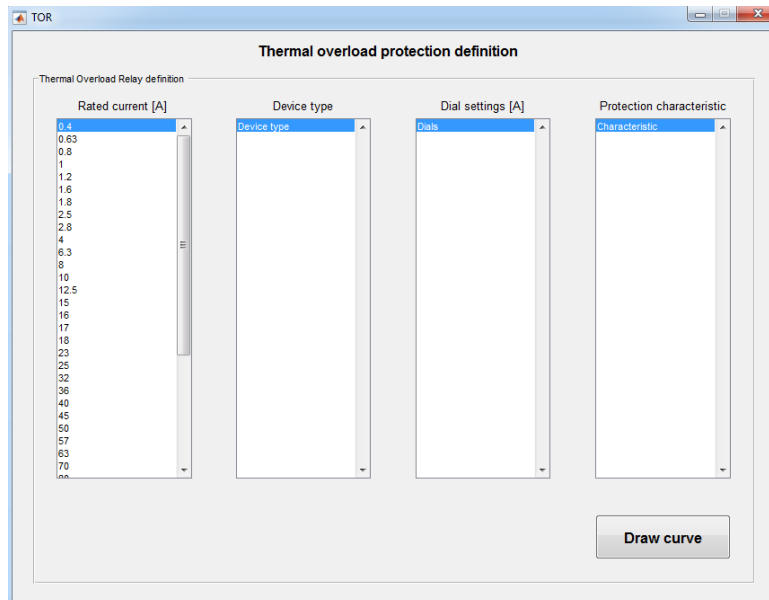 TOR
Thermal overload protection definition
Thermal Overload Relay definition
Rated current [A]
Device type
Dial settings [A]
Protection characteristic
0.4
0.63
0.8
1
1.2
1.6
1.8
2.5
2.8
4
6.3
8
10
12.5
15
16
17
18
23
25
32
36
40
45
50
57
63
70
Device type
Dials
Characteristic
Draw curve